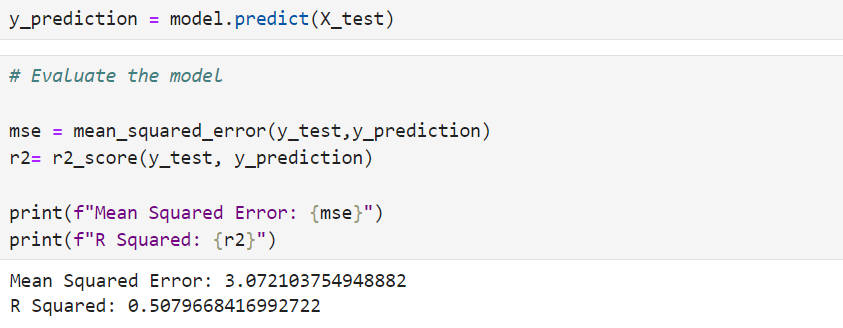 y_prediction = model.predict(X_test)
# Evaluate the model
mse = mean_squared_error(y_test,y_prediction)
r2= r2_score(y_test, y_prediction)
print(f"Mean Squared Error: {mse}")
print(f"R Squared: {r2}")
Mean Squared Error: 3.072103754948882
R Squared: 0.5079668416992722